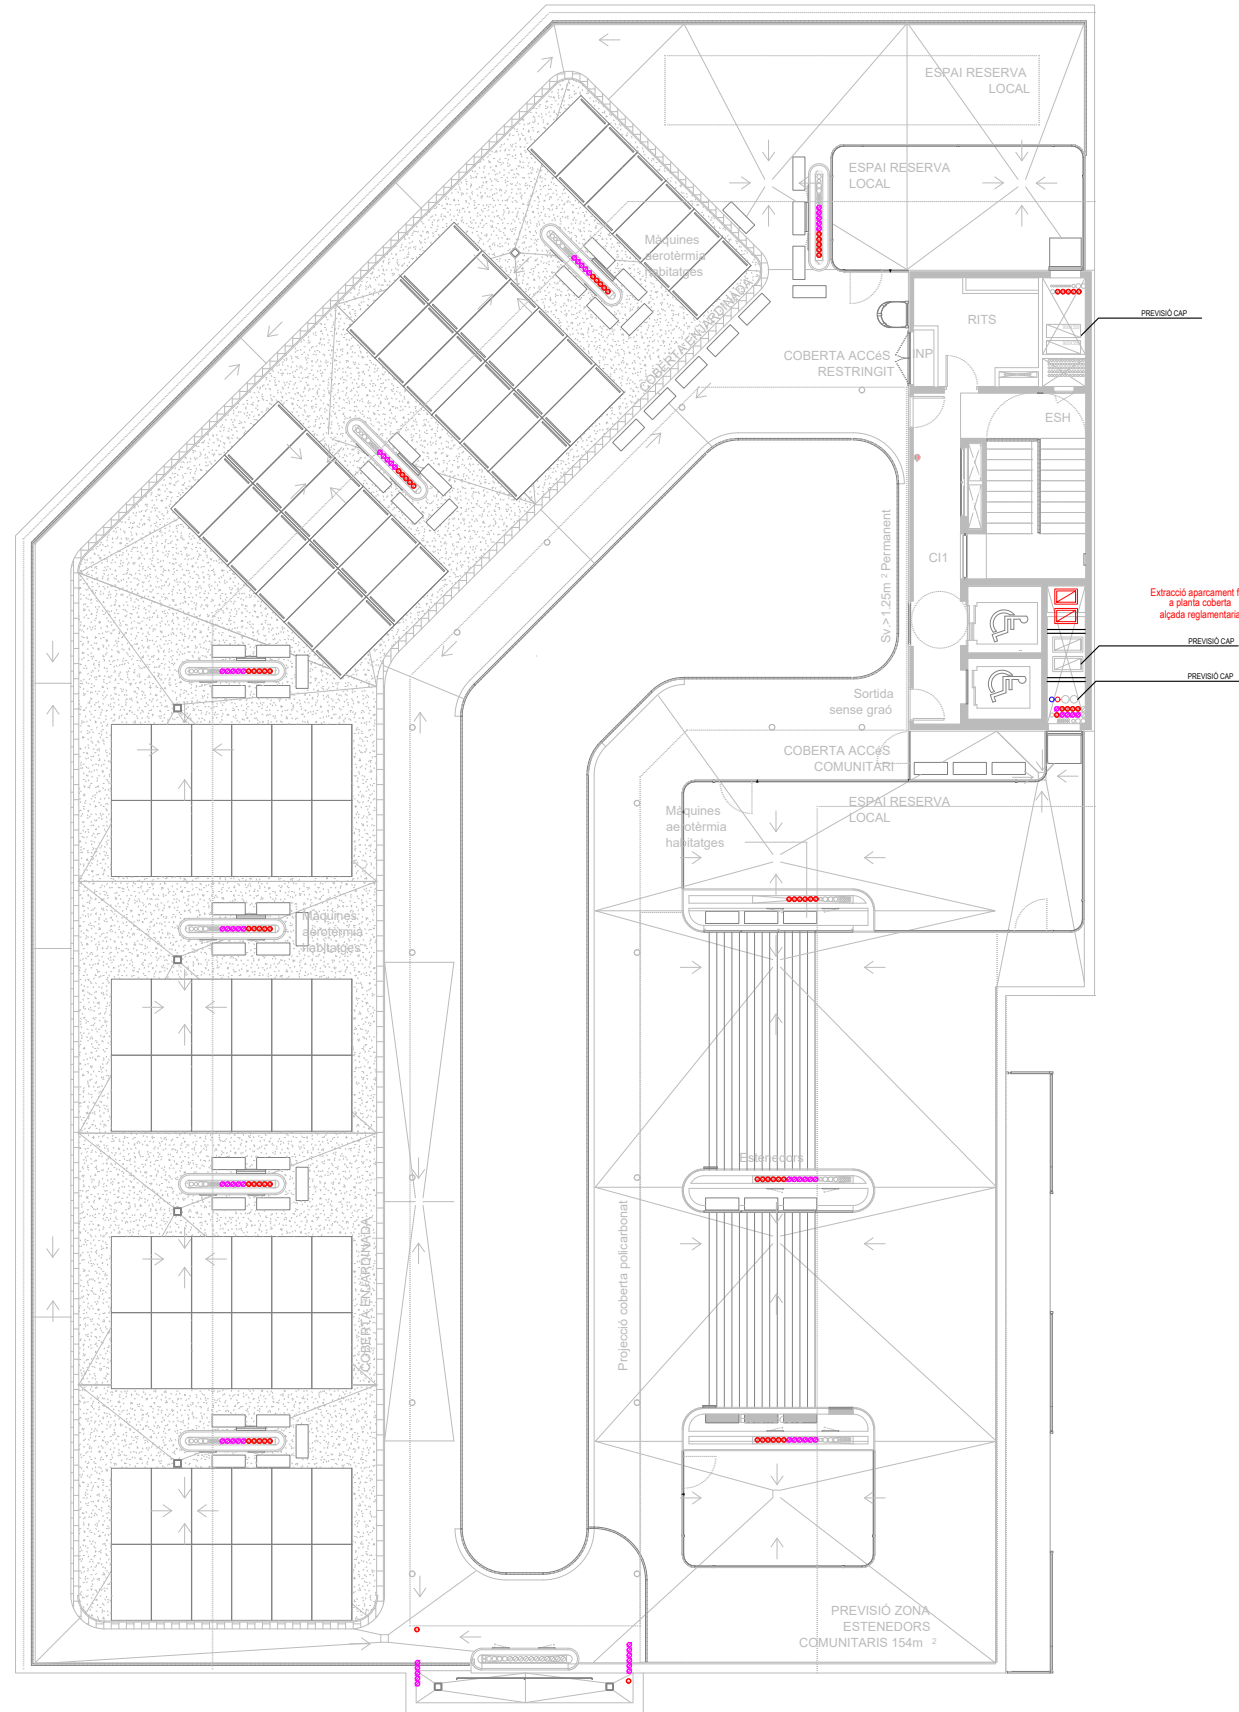 ESPAI RESERVA
LOCAL
ESPAI RESERVA
LOCAL
Màquines
aerotèrmia
habitatges
COBERTA ENJARDINADA
COBERTA ACCéS
RESTRINGIT
RITS
INP
PREVISIÓ CAP
ESH
Sv.>1.25m ² Permanent
CI1
Extracció aparcament f
a planta coberta
alçada reglamentaria
PREVISIÓ CAP
PREVISIÓ CAP
Sortida
sense graó
COBERTA ACCéS
COMUNITARI
ESPAI RESERVA
LOCAL
Màquines
aerotèrmia
habitatges
Màquines
aerotèrmia
habitatges
Estenedors
COBERTA ENJARDINADA
Projecció coberta policarbonat
PREVISIÓ ZONA
ESTENEDORS
COMUNITARIS 154m ²